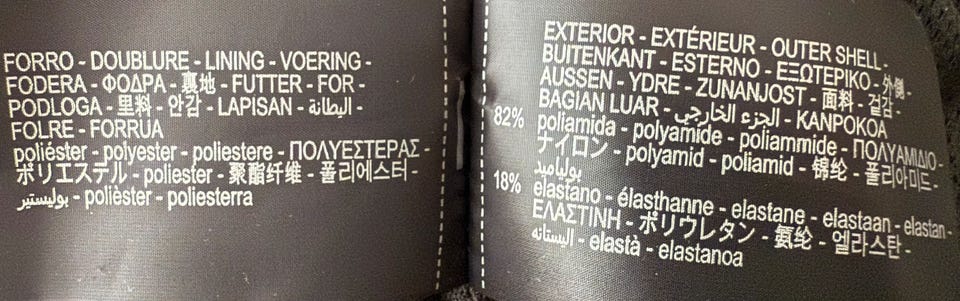 FORRO - DOUBLURE - LINING - VOERING -
FODERA - ΦΟΔΡΑ - 裏地 - FUTTER - FOR -
PODLOGA - 里料 - 안감 - LAPISAN - البطانة -
FOLRE - FORRUA
poliéster - polyester - poliestere - ΠΟΛΥΕΣΤΕΡΑΣ -
ポリエステル - poliester - 聚酯纤维 - 폴리에스터 -
بوليستير - polièster - poliesterra
EXTERIOR - EXTÉRIEUR - OUTER SHELL -
BUITENKANT - ESTERNO - ΕΞΩΤΕΡΙΚΟ - 外側 -
AUSSEN - YDRE - ZUNANJOST - 面料 - 겉감 -
BAGIAN LUAR - الجزء الخارجي - KANPOKOA
82% poliamida - polyamide - poliammide - ΠΟΛΥΑΜΙΔΙΟ -
ナイロン - polyamid - poliamid - 锦纶 - 폴리아미드 -
بولياميد
18% elastano - élasthanne - elastane - elastaan - elastan -
ΕΛΑΣΤΙΝΗ - ポリウレタン - 氨纶 - 엘라스탄 -
اليستانه - elastà - elastanoa